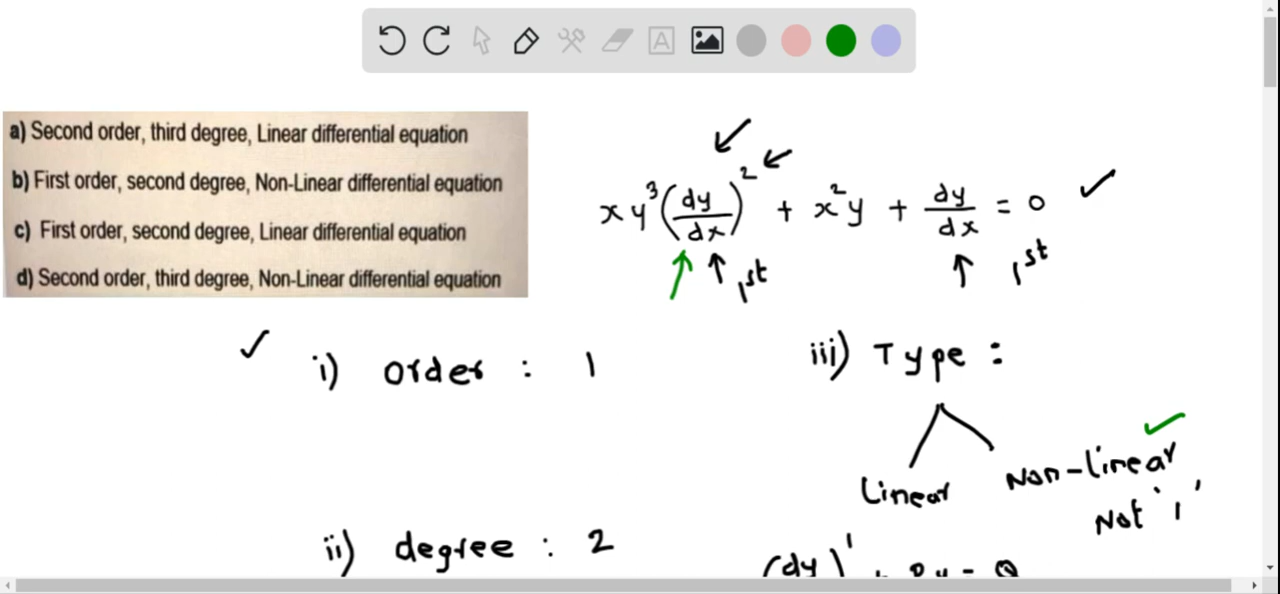 a) Second order, third degree, Linear differential equation
b) First order, second degree, Non-Linear differential equation
c) First order, second degree, Linear differential equation
d) Second order, third degree, Non-Linear differential equation
xy³(dy/dx)² + x²y + dy/dx = 0
1st 1st
i) order : 1
iii) Type :
Linear Non-linear
Not '1'
ii) degree : 2
(dy)¹